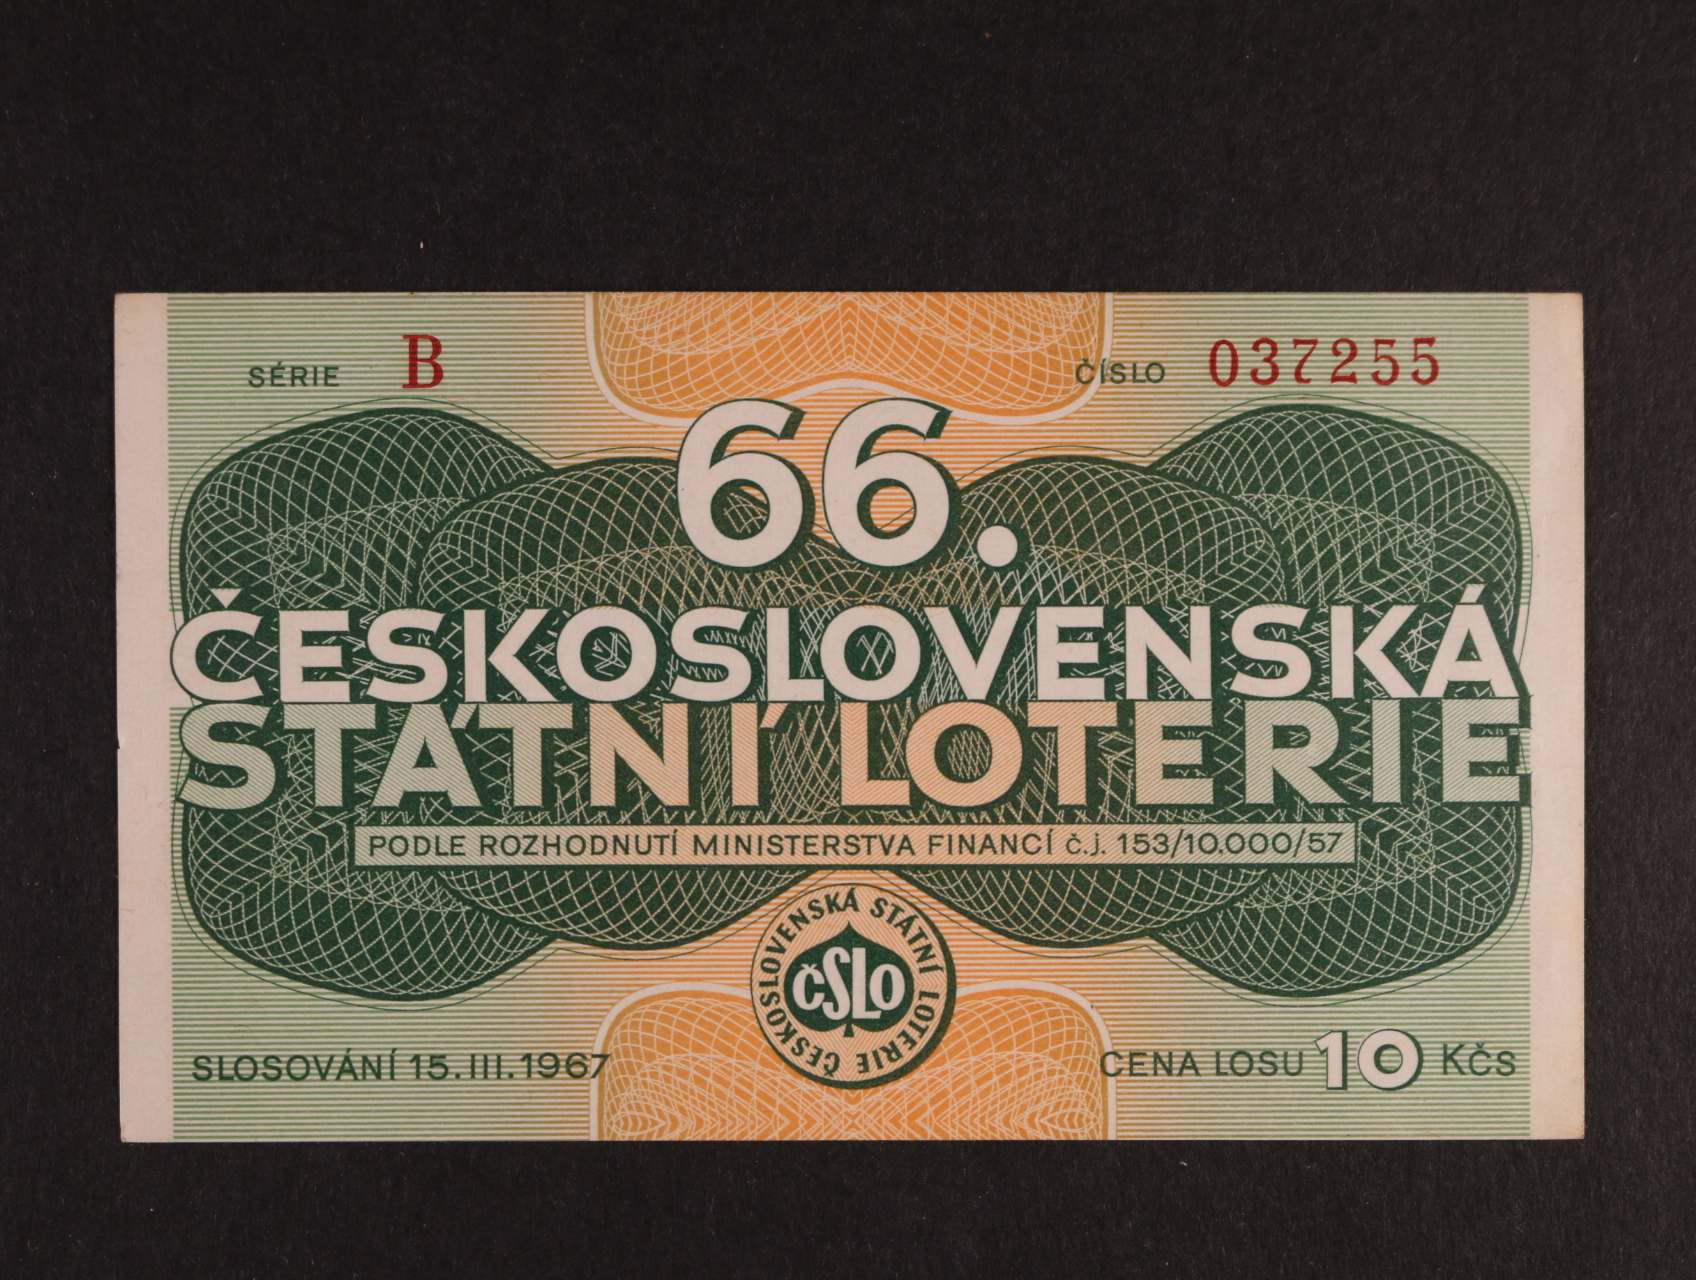 SÉRIE B ČÍSLO 037255
66.
ČESKOSLOVENSKÁ
STÁTNÍ LOTERIE
PODLE ROZHODNUTÍ MINISTERSTVA FINANCÍ č.j. 153/10.000/57
ČESKOSLOVENSKÁ STÁTNÍ LOTERIE
ČSLO
SLOSOVÁNÍ 15.III.1967 CENA LOSU 10 KČS